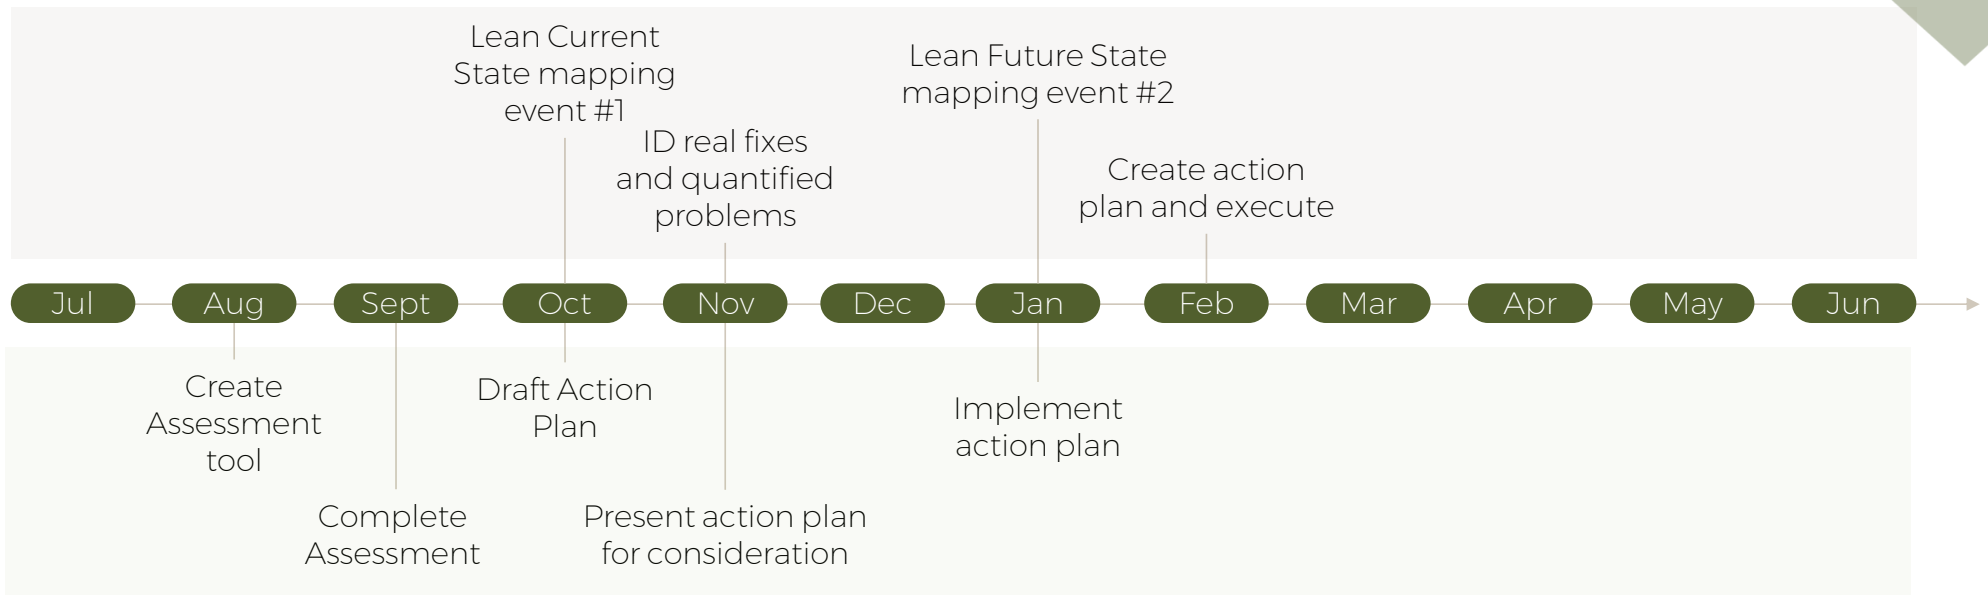 Lean Current
State mapping
event #1
Lean Future State
mapping event #2
ID real fixes
and quantified
problems
Create action
plan and execute
Jul Aug Sept Oct Nov Dec Jan Feb Mar Apr May Jun
Create
Assessment
tool
Draft Action
Plan
Implement
action plan
Complete
Assessment
Present action plan
for consideration